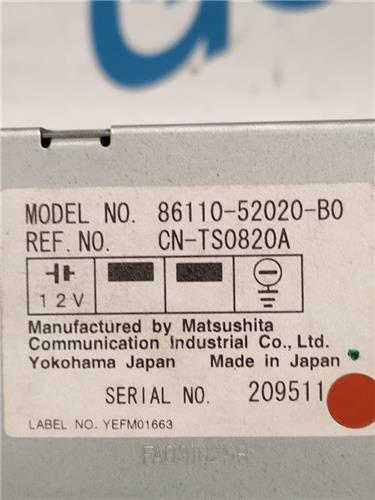 MODEL NO. 86110-52020-B0
REF.NO. CN-TS0820A
12V
Manufactured by Matsushita
Communication Industrial Co., Ltd.
Yokohama Japan Made in Japan
SERIAL NO. 209511
LABEL NO. YEFM01663